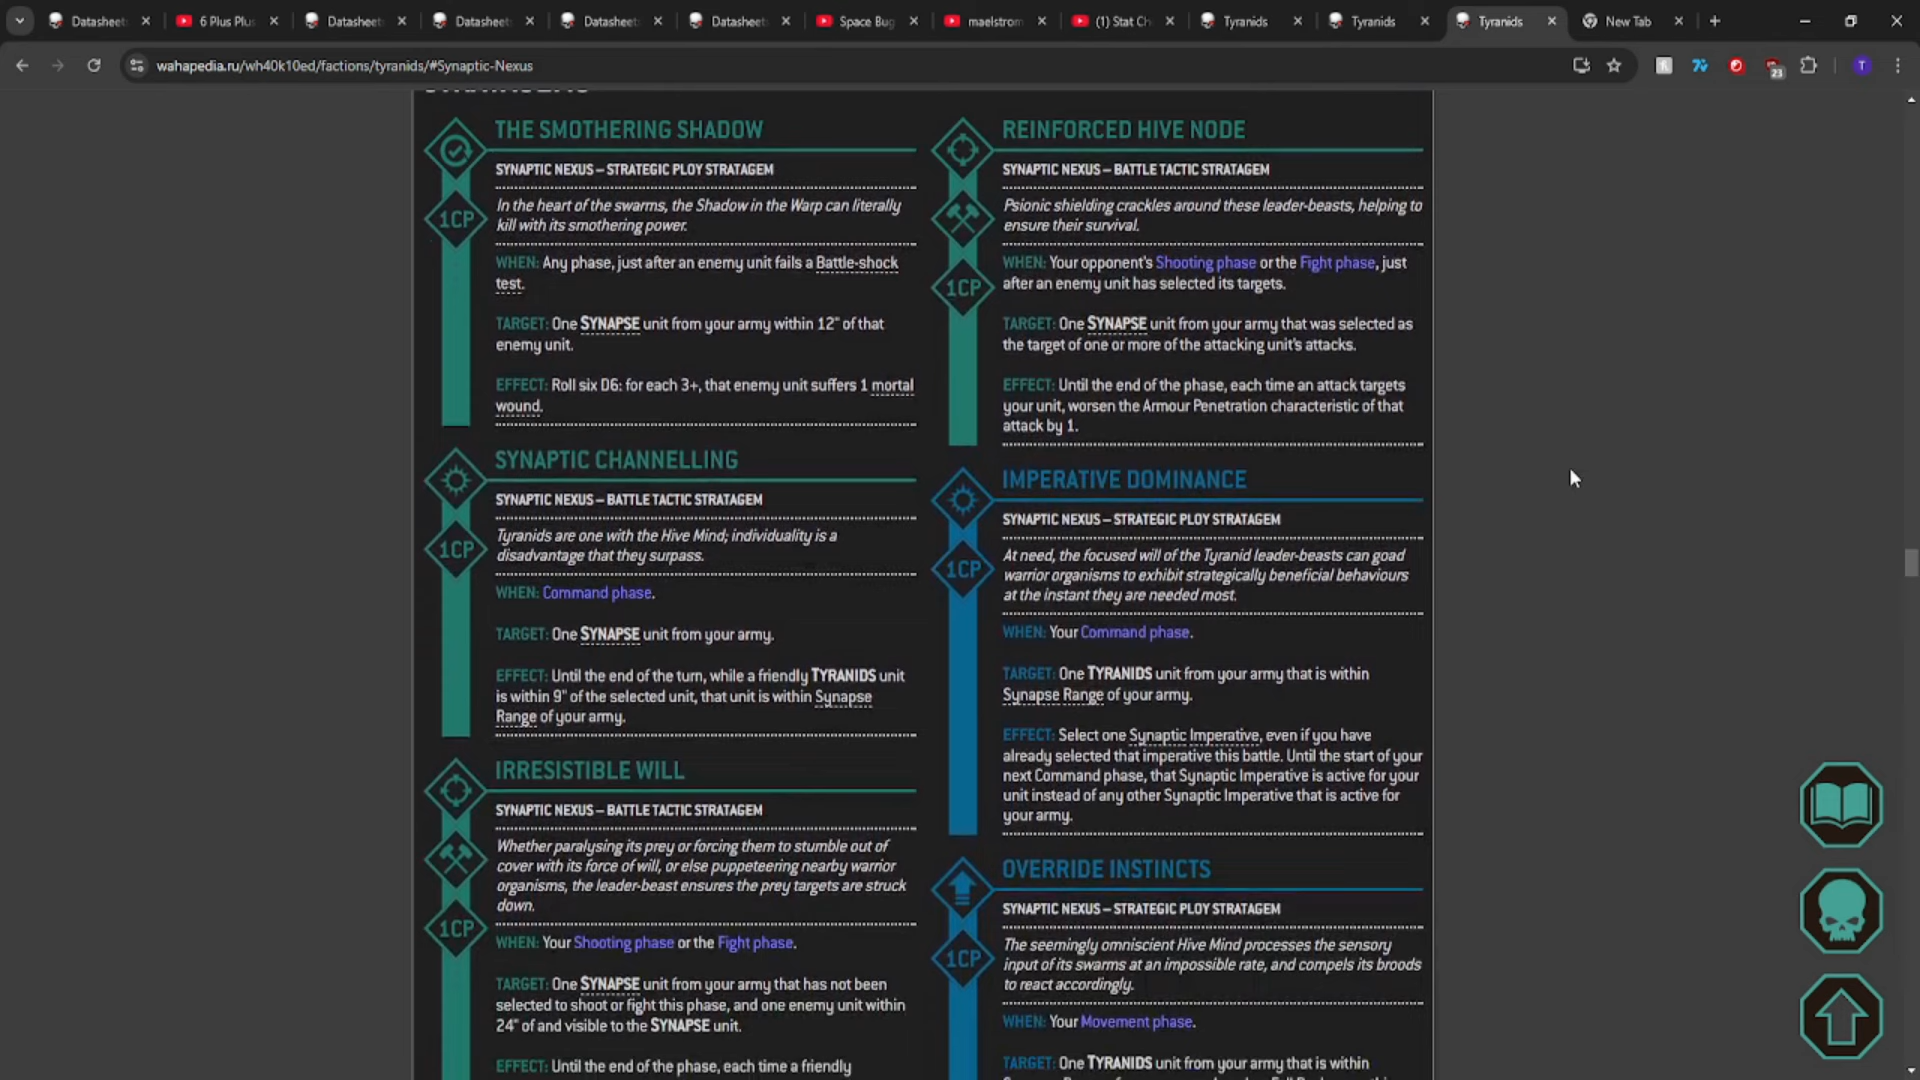 Datasheet
6 Plus Plus
Datasheet
Datasheet
Datasheet
Datasheet
Space Bug
maelstrom
(1) Stat Ch
Tyranids
Tyranids
Tyranids
New Tab
wahapedia.ru/wh40k10ed/factions/tyranids/#Synaptic-Nexus
23
T
THE SMOTHERING SHADOW
SYNAPTIC NEXUS – STRATEGIC PLOY STRATAGEM
1CP
In the heart of the swarms, the Shadow in the Warp can literally
kill with its smothering power.
WHEN: Any phase, just after an enemy unit fails a Battle-shock
test.
TARGET: One SYNAPSE unit from your army within 12" of that
enemy unit.
EFFECT: Roll six D6: for each 3+, that enemy unit suffers 1 mortal
wound.
SYNAPTIC CHANNELLING
SYNAPTIC NEXUS – BATTLE TACTIC STRATAGEM
1CP
Tyranids are one with the Hive Mind; individuality is a
disadvantage that they surpass.
WHEN: Command phase.
TARGET: One SYNAPSE unit from your army.
EFFECT: Until the end of the turn, while a friendly TYRANIDS unit
is within 9" of the selected unit, that unit is within Synapse
Range of your army.
IRRESISTIBLE WILL
SYNAPTIC NEXUS – BATTLE TACTIC STRATAGEM
1CP
Whether paralysing its prey or forcing them to stumble out of
cover with its force of will, or else puppeteering nearby warrior
organisms, the leader-beast ensures the prey targets are struck
down.
WHEN: Your Shooting phase or the Fight phase.
TARGET: One SYNAPSE unit from your army that has not been
selected to shoot or fight this phase, and one enemy unit within
24" of and visible to the SYNAPSE unit.
EFFECT: Until the end of the phase, each time a friendly
REINFORCED HIVE NODE
SYNAPTIC NEXUS – BATTLE TACTIC STRATAGEM
1CP
Psionic shielding crackles around these leader-beasts, helping to
ensure their survival.
WHEN: Your opponent's Shooting phase or the Fight phase, just
after an enemy unit has selected its targets.
TARGET: One SYNAPSE unit from your army that was selected as
the target of one or more of the attacking unit's attacks.
EFFECT: Until the end of the phase, each time an attack targets
your unit, worsen the Armour Penetration characteristic of that
attack by 1.
IMPERATIVE DOMINANCE
SYNAPTIC NEXUS – STRATEGIC PLOY STRATAGEM
1CP
At need, the focused will of the Tyranid leader-beasts can goad
warrior organisms to exhibit strategically beneficial behaviours
at the instant they are needed most.
WHEN: Your Command phase.
TARGET: One TYRANIDS unit from your army that is within
Synapse Range of your army.
EFFECT: Select one Synaptic Imperative, even if you have
already selected that imperative this battle. Until the start of your
next Command phase, that Synaptic Imperative is active for your
unit instead of any other Synaptic Imperative that is active for
your army.
OVERRIDE INSTINCTS
SYNAPTIC NEXUS – STRATEGIC PLOY STRATAGEM
1CP
The seemingly omniscient Hive Mind processes the sensory
input of its swarms at an impossible rate, and compels its broods
to react accordingly.
WHEN: Your Movement phase.
TARGET: One TYRANIDS unit from your army that is within